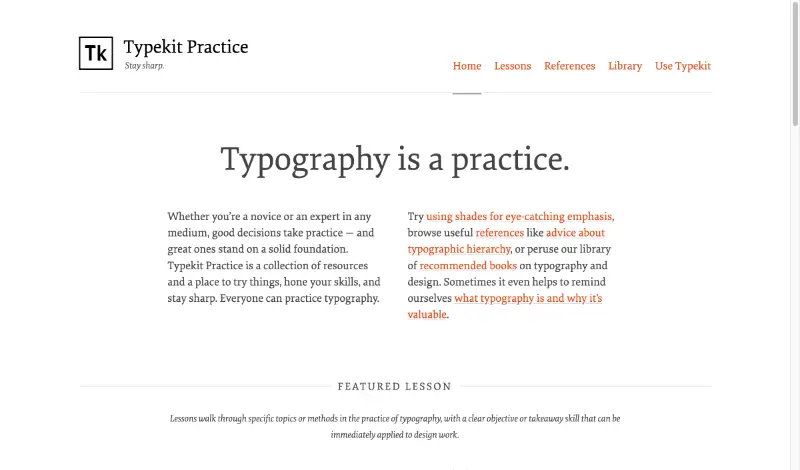 Tk
Typekit Practice
Stay sharp.
Home Lessons References Library Use Typekit
Typography is a practice.
Whether you're a novice or an expert in any
medium, good decisions take practice — and
great ones stand on a solid foundation.
Typekit Practice is a collection of resources
and a place to try things, hone your skills, and
stay sharp. Everyone can practice typography.
Try using shades for eye-catching emphasis,
browse useful references like advice about
typographic hierarchy, or peruse our library
of recommended books on typography and
design. Sometimes it even helps to remind
ourselves what typography is and why it's
valuable.
FEATURED LESSON
Lessons walk through specific topics or methods in the practice of typography, with a clear objective or takeaway skill that can be
immediately applied to design work.